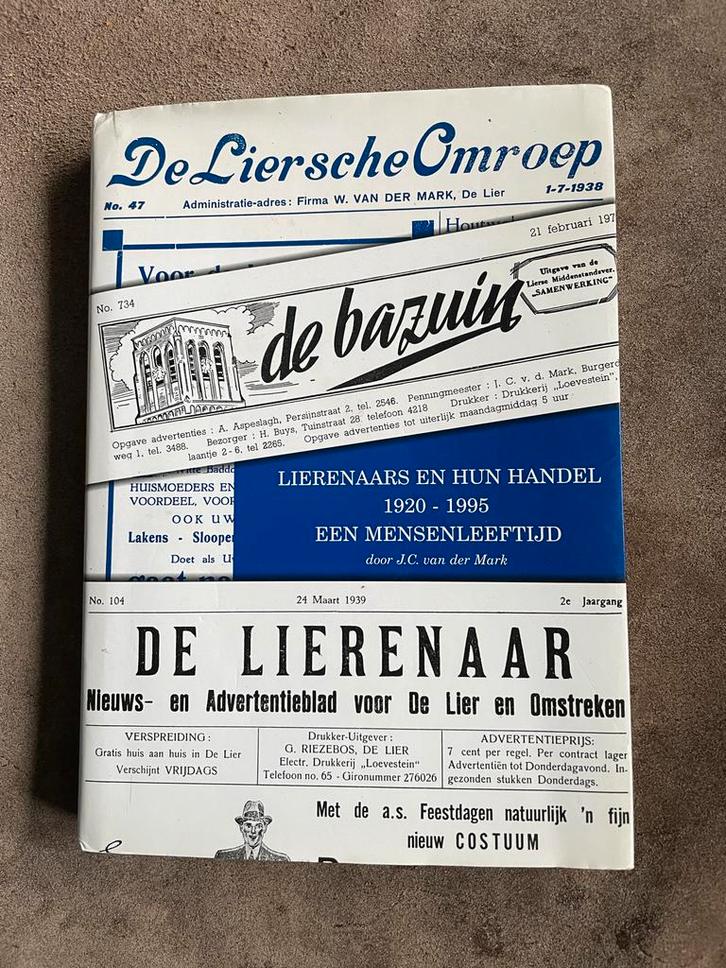 De Liersche Omroep
No. 47 Administratie-adres: Firma W. VAN DER MARK, De Lier 1-7-1938
Voor
21 februari 197
No. 734
de bazuin
Uitgave van de
Lierse Middenstandsver.
„SAMENWERKING"
Opgave advertenties : A. Aspeslagh, Persijnstraat 2, tel. 2546. Penningmeester : J. C. v. d. Mark, Burger
weg 1, tel. 3488. Bezorger : H. Buys, Tuinstraat 28 telefoon 4218 Drukker : Drukkerij „Loevestein",
laantje 2-6, tel 2265. Opgave advertenties tot uiterlijk maandagmiddag 5 uur
HUISMOEDERS EN
VOORDEEL, VOOR
OOK UW
Lakens - Slooper
Doet als U
LIERENAARS EN HUN HANDEL
1920 - 1995
EEN MENSENLEEFTIJD
door J.C. van der Mark
No. 104 24 Maart 1939 2e Jaargang
DE LIERENAAR
Nieuws- en Advertentieblad voor De Lier en Omstreken
VERSPREIDING :
Gratis huis aan huis in De Lier
Verschijnt VRIJDAGS
Drukker-Uitgever :
G. RIEZEBOS, DE LIER
Electr. Drukkerij „Loevestein"
Telefoon no. 65 - Gironummer 276026
ADVERTENTIEPRIJS:
7 cent per regel. Per contract lager
Advertentiën tot Donderdagavond. In-
gezonden stukken Donderdags.
Met de a.s. Feestdagen natuurlijk 'n fijn
nieuw COSTUUM